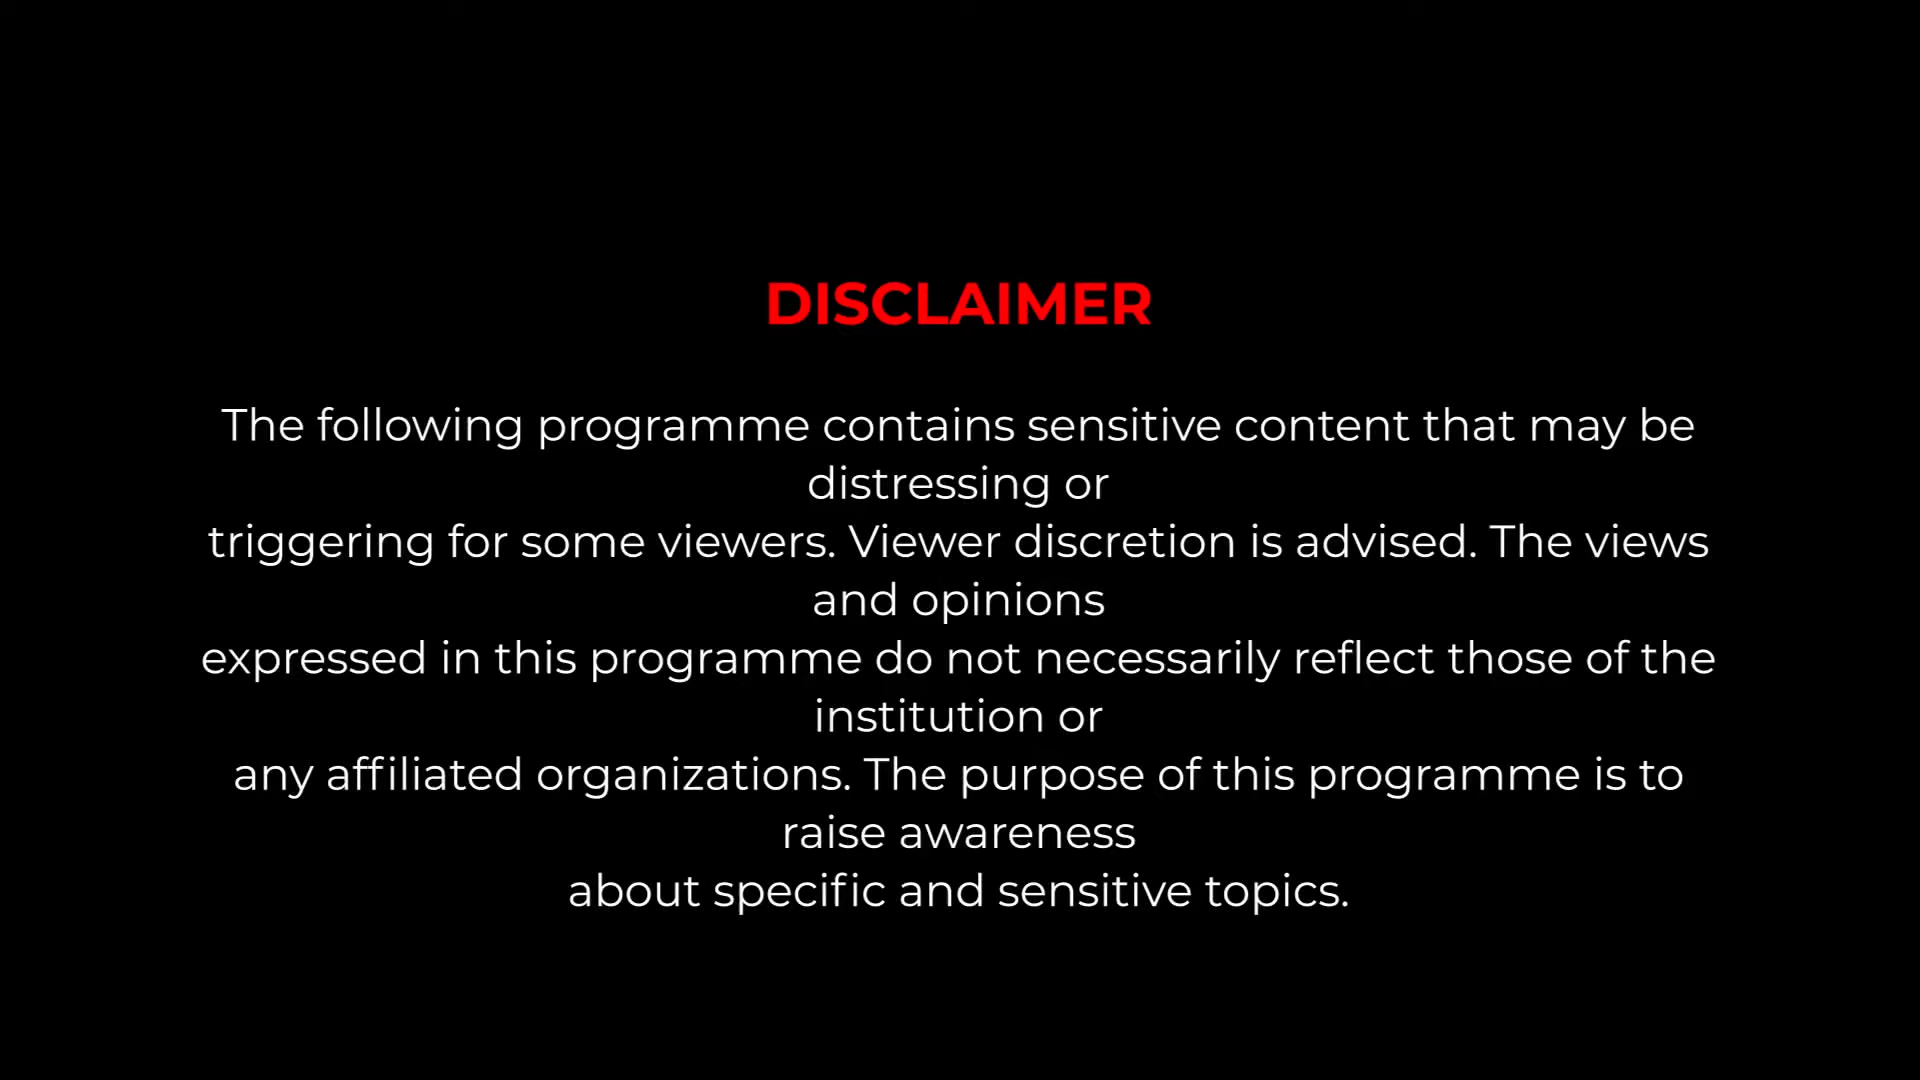 DISCLAIMER
The following programme contains sensitive content that may be
distressing or
triggering for some viewers. Viewer discretion is advised. The views
and opinions
expressed in this programme do not necessarily reflect those of the
institution or
any affiliated organizations. The purpose of this programme is to
raise awareness
about specific and sensitive topics.